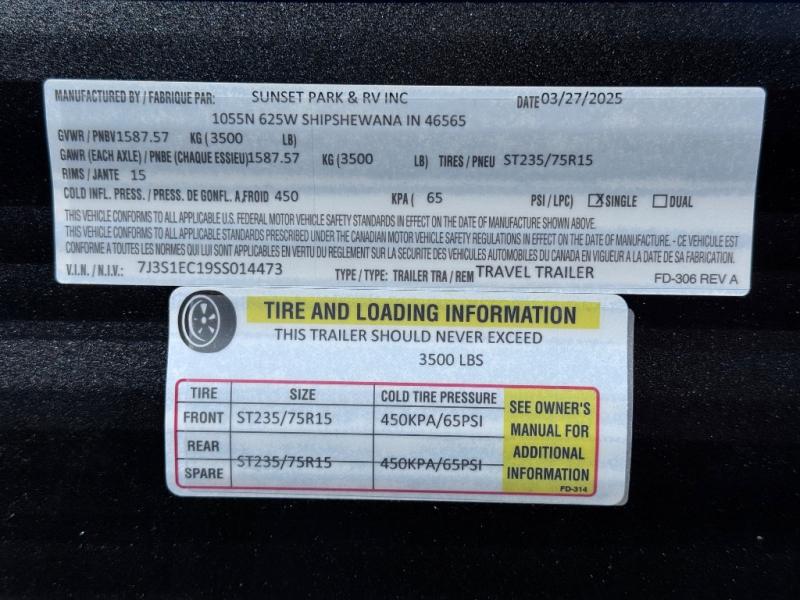 MANUFACTURED BY / FABRIQUE PAR: SUNSET PARK & RV INC DATE 03/27/2025
1055N 625W SHIPSHEWANA IN 46565
GVWR / PNBV 1587.57 KG ( 3500 LB)
GAWR (EACH AXLE) / PNBE (CHAQUE ESSIEU) 1587.57 KG (3500 LB) TIRES / PNEU ST235/75R15
RIMS / JANTE 15
COLD INFL. PRESS. / PRESS. DE GONFL. A,FROID 450 KPA ( 65 PSI / LPC) X SINGLE DUAL
THIS VEHICLE CONFORMS TO ALL APPLICABLE U.S. FEDERAL MOTOR VEHICLE SAFETY STANDARDS IN EFFECT ON THE DATE OF MANUFACTURE SHOWN ABOVE.
THIS VEHICLE CONFORMS TO ALL APPLICABLE STANDARDS PRESCRIBED UNDER THE CANADIAN MOTOR VEHICLE SAFETY REGULATIONS IN EFFECT ON THE DATE OF MANUFACTURE. - CE VEHICULE EST
CONFORME A TOUTES LES NORMES QUI LUI SONT APPLICABLES EN VERTU DU REGLEMENT SUR LA SECURITE DES VEHICULES AUTOMOBILES DU CANADA EN VIGUEUR A LA DATE DE SA FABRICATION.
V.I.N. / N.I.V.: 7J3S1EC19SS014473 TYPE / TYPE: TRAILER TRA / REM TRAVEL TRAILER FD-306 REV A
TIRE AND LOADING INFORMATION
THIS TRAILER SHOULD NEVER EXCEED
3500 LBS
TIRE SIZE COLD TIRE PRESSURE
FRONT ST235/75R15 450KPA/65PSI
REAR
SPARE ST235/75R15 450KPA/65PSI
SEE OWNER'S
MANUAL FOR
ADDITIONAL
INFORMATION
FD-314